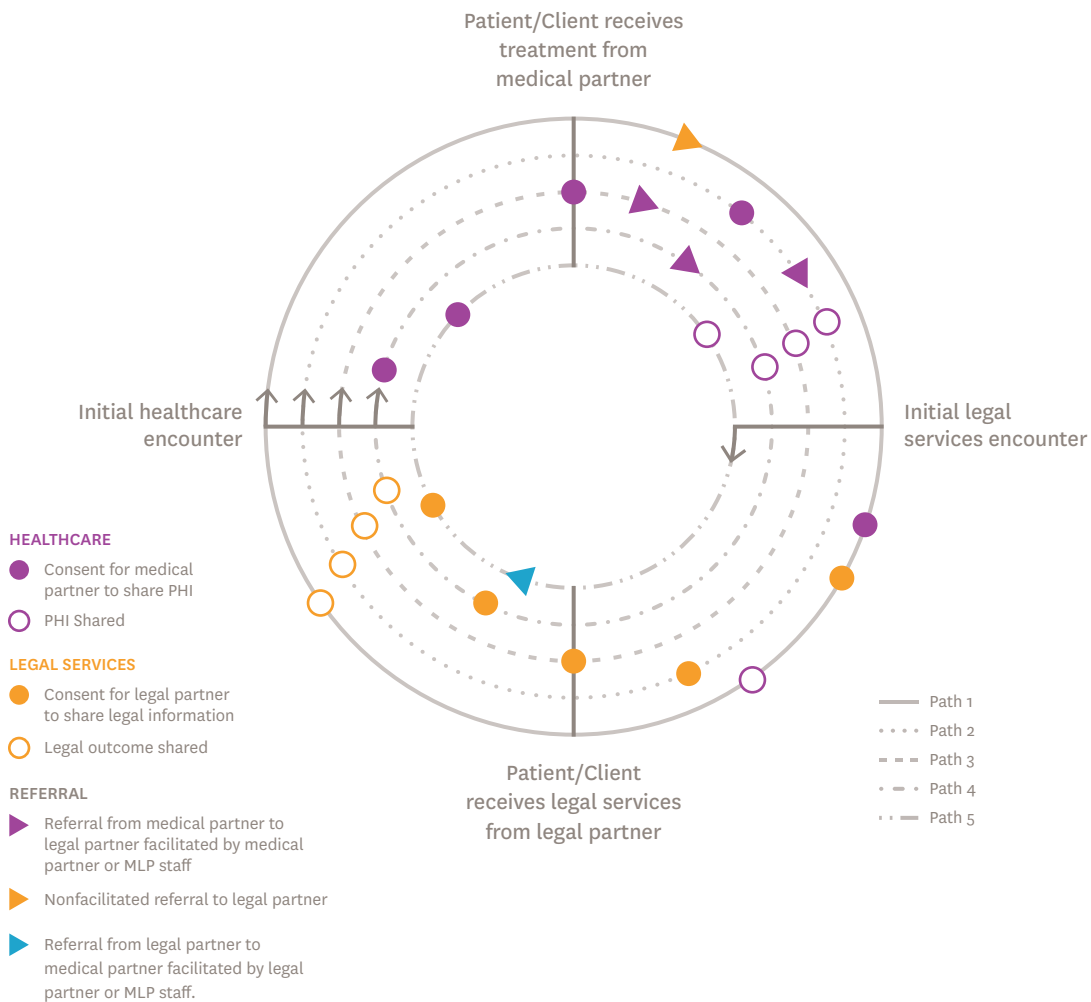 Patient/Client receives
treatment from
medical partner
Initial healthcare
encounter
Initial legal
services encounter
HEALTHCARE
Consent for medical
partner to share PHI
PHI Shared
LEGAL SERVICES
Consent for legal partner
to share legal information
Legal outcome shared
REFERRAL
Referral from medical partner to
legal partner facilitated by medical
partner or MLP staff
Nonfacilitated referral to legal partner
Referral from legal partner to
medical partner facilitated by legal
partner or MLP staff.
Patient/Client
receives legal services
from legal partner
Path 1
Path 2
Path 3
Path 4
Path 5